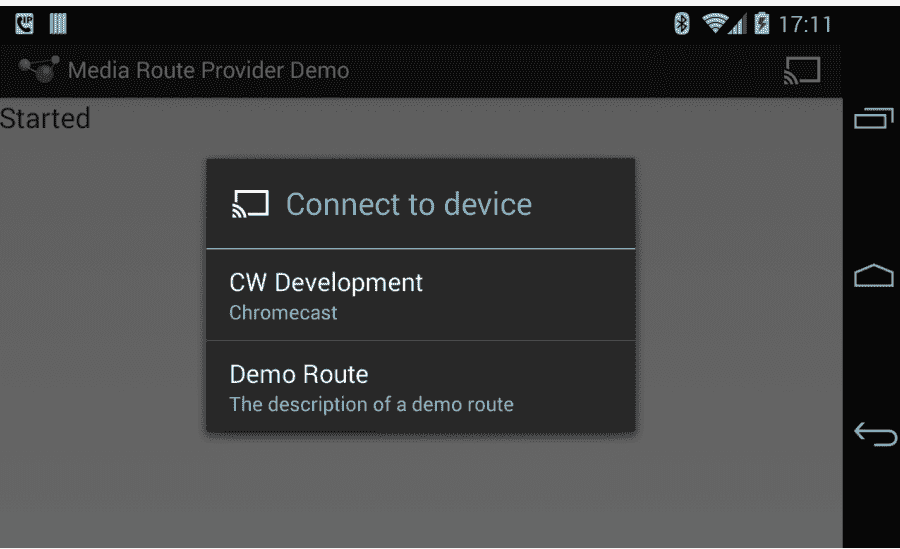 17:11
Media Route Provider Demo
Started
Connect to device
CW Development
Chromecast
Demo Route
The description of a demo route